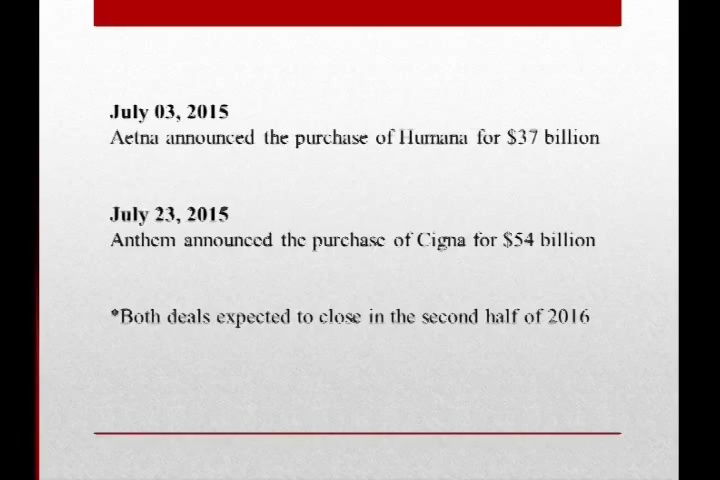 July 03, 2015
Aetna announced the purchase of Humana for $37 billion
July 23, 2015
Anthem announced the purchase of Cigna for $54 billion
*Both deals expected to close in the second half of 2016